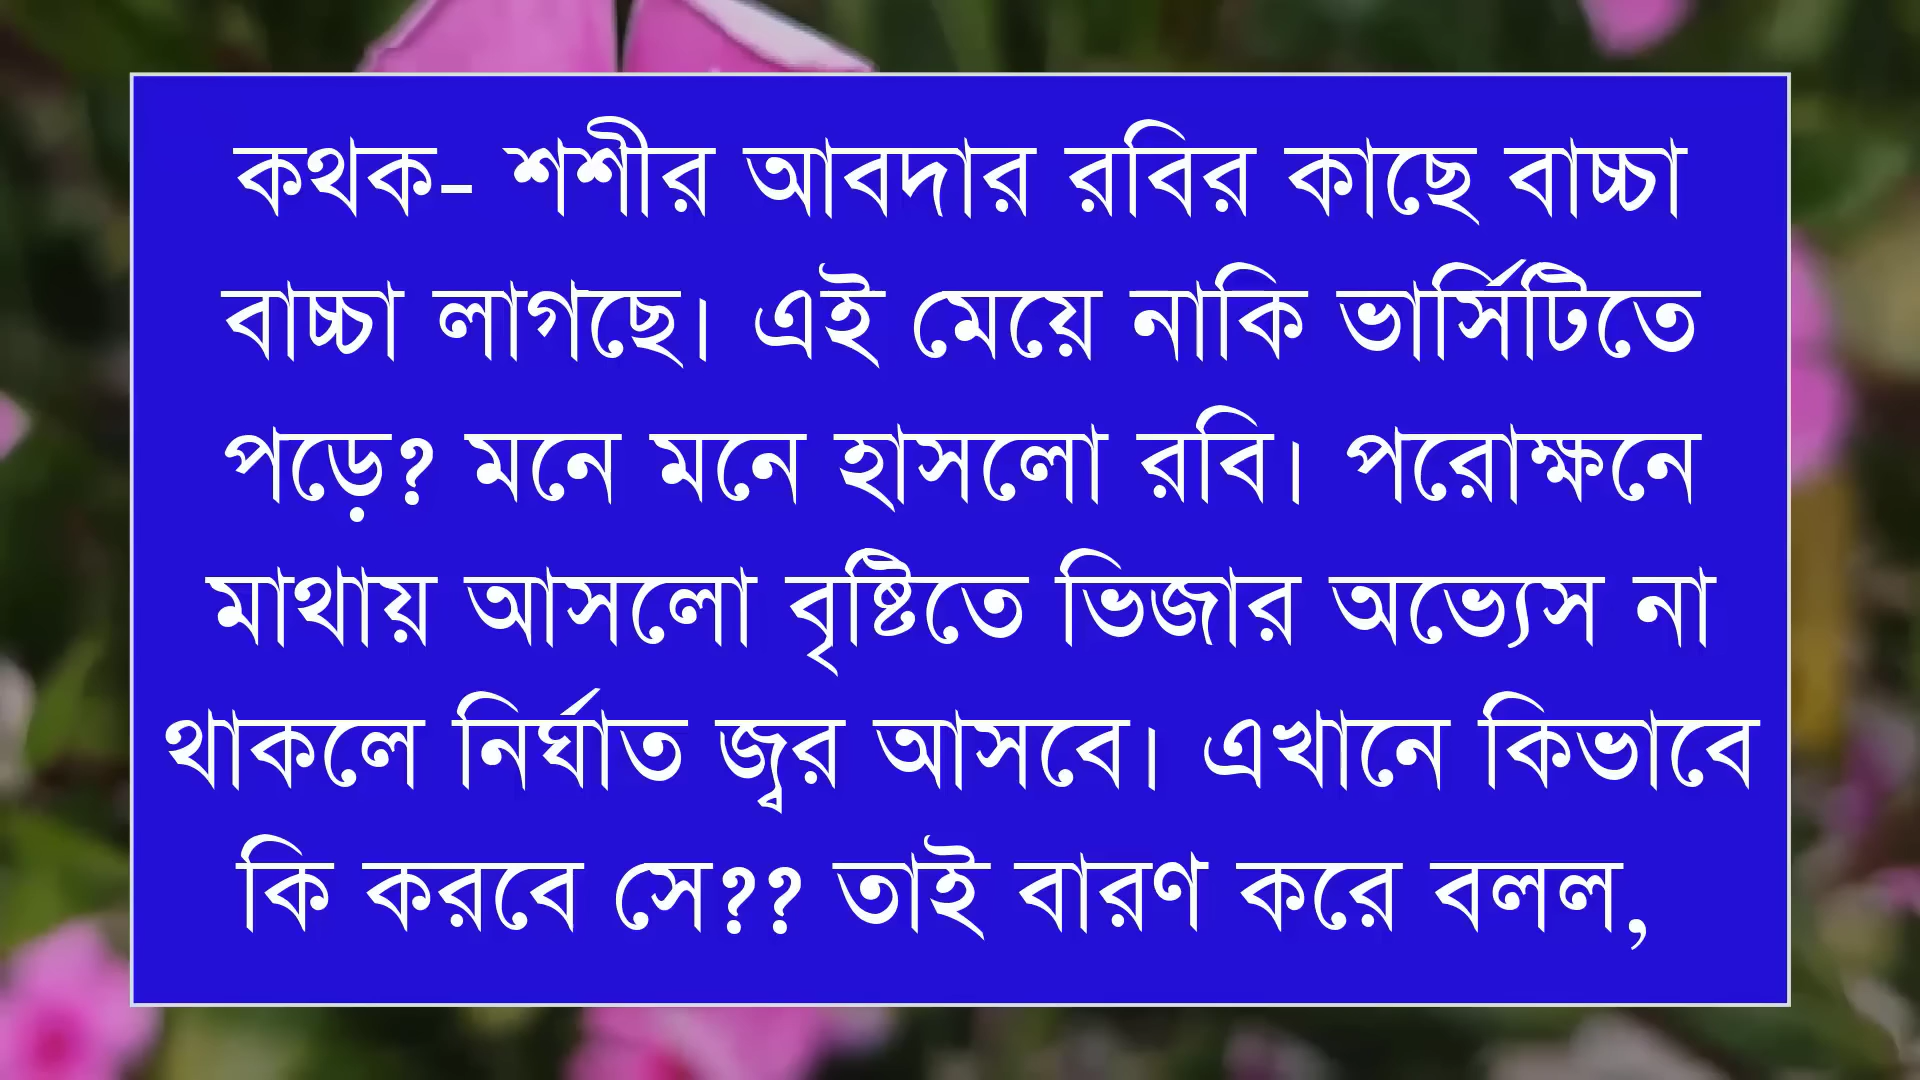 কথক- শশীর আবদার রবির কাছে বাচ্চা
বাচ্চা লাগছে। এই মেয়ে নাকি ভার্সিটিতে
পড়ে? মনে মনে হাসলো রবি। পরোক্ষনে
মাথায় আসলো বৃষ্টিতে ভিজার অভ্যেস না
থাকলে নির্ঘাত জ্বর আসবে। এখানে কিভাবে
কি করবে সে?? তাই বারণ করে বলল,